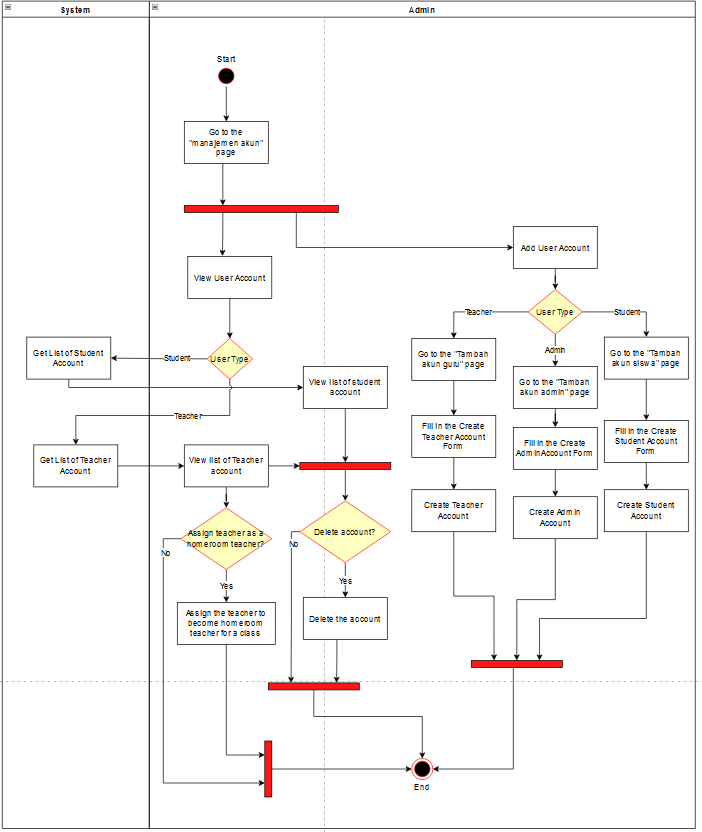 System
Admin
Start
Go to the
"manajemen akun"
page
Add User Account
View User Account
User Type
Teacher
Student
Admin
Get List of Student
Account
Student
User Type
Go to the "Tambah
akun guru" page
Go to the "Tambah
akun admin" page
Go to the "Tambah
akun siswa" page
View list of student
account
Teacher
Fill in the Create
Teacher Account
Form
Fill in the Create
Admin Account Form
Fill in the Create
Student Account
Form
Get List of Teacher
Account
View list of Teacher
account
Create Teacher
Account
Create Admin
Account
Create Student
Account
Assign teacher as a
homeroom teacher?
Delete account?
No
No
Yes
Yes
Assign the teacher to
become homeroom
teacher for a class
Delete the account
End